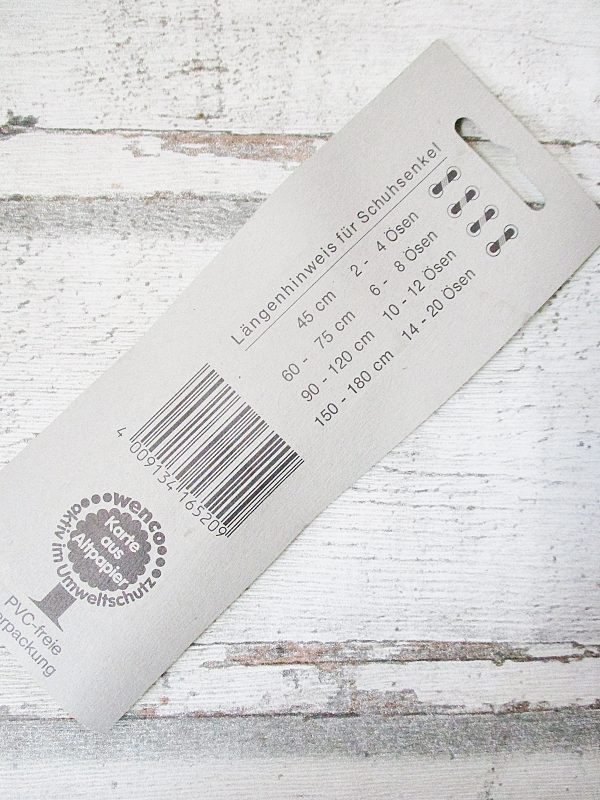 Längenhinweis für Schuhsenkel
45 cm 2 - 4 Ösen
60 - 75 cm 6 - 8 Ösen
90 - 120 cm 10 - 12 Ösen
150 - 180 cm 14 - 20 Ösen
4 009134 165209
wenco
aktiv im Umweltschutz
Karte
aus
Altpapier
PVC-freie
erpackung